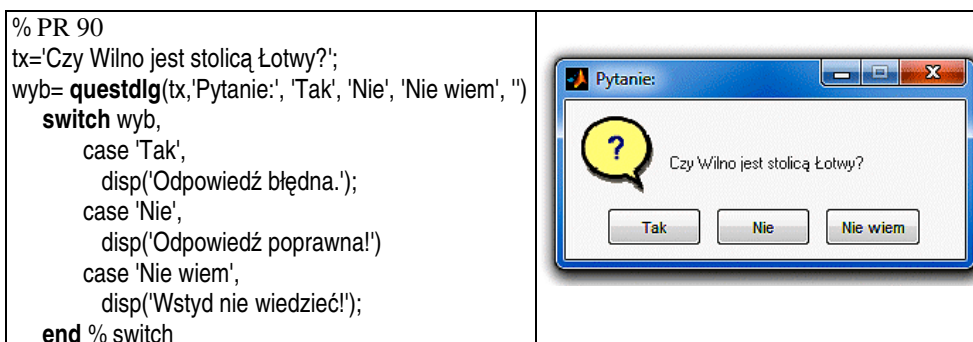 % PR 90
tx='Czy Wilno jest stolicą Łotwy?';
wyb= questdlg(tx,'Pytanie:', 'Tak', 'Nie', 'Nie wiem', '')
switch wyb,
case 'Tak',
disp('Odpowiedź błędna.');
case 'Nie',
disp('Odpowiedź poprawna!')
case 'Nie wiem',
disp('Wstyd nie wiedzieć!');
end % switch
Pytanie:
?
Czy Wilno jest stolicą Łotwy?
Tak
Nie
Nie wiem